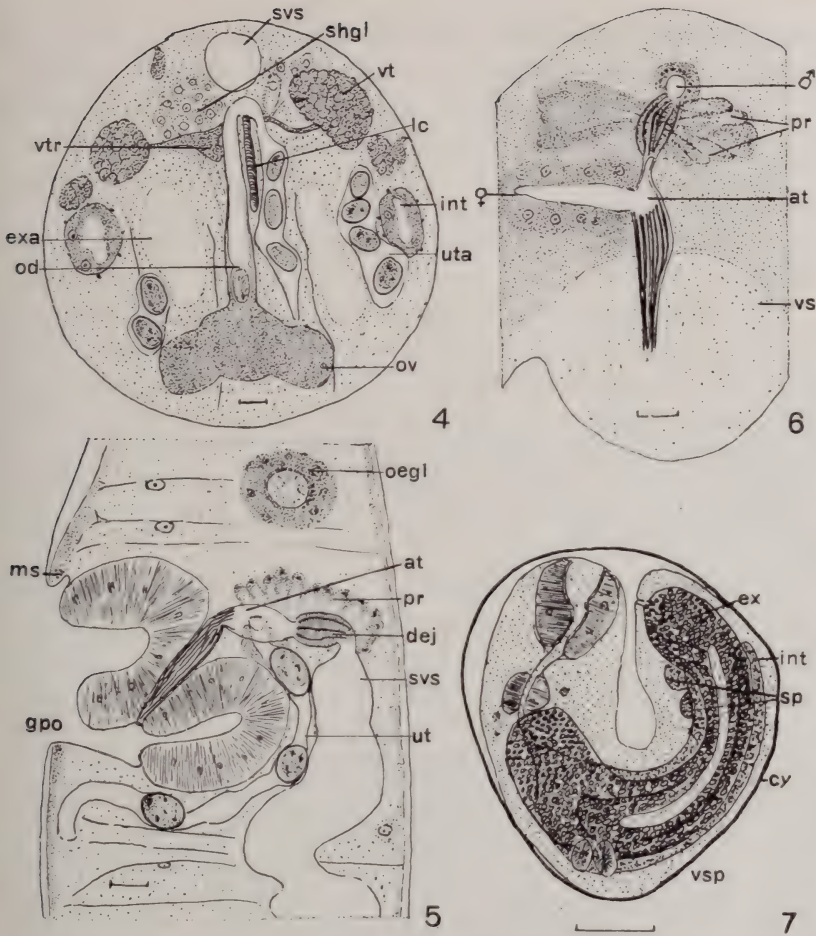 svs
shgl
vt
lc
vtr
int
exa
uta
od
ov
4
♂
pr
♀
at
vs
6
oegl
ms
at
pr
dej
svs
gpo
ut
5
ex
int
sp
cy
vsp
7